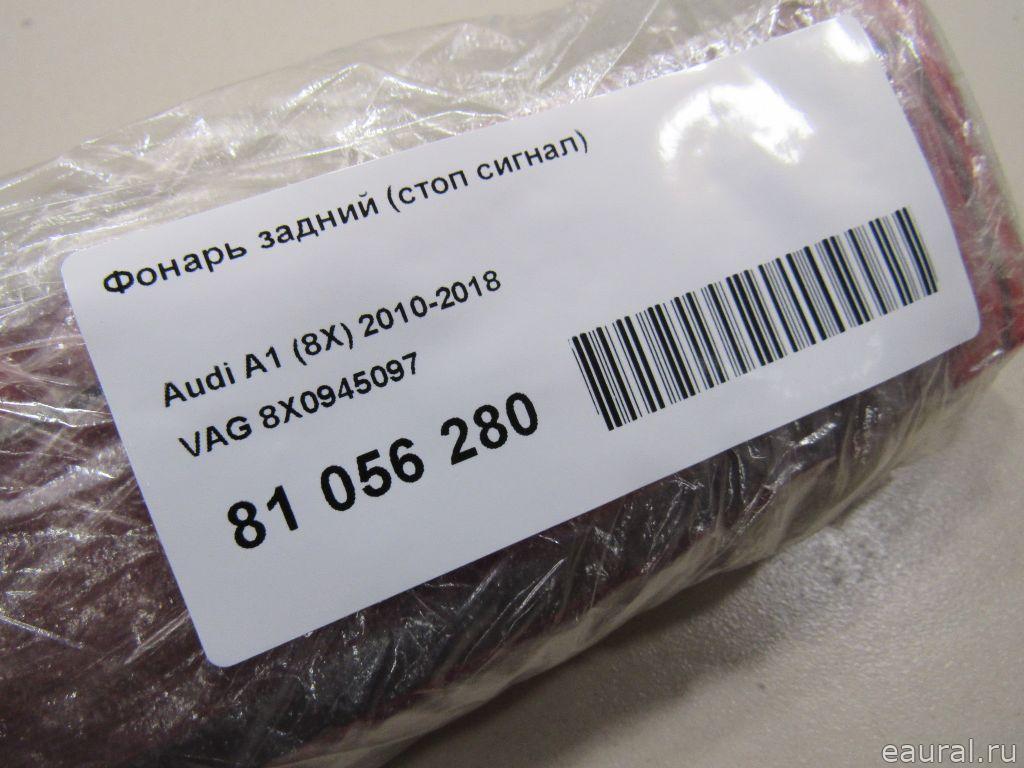 Фонарь задний (стоп сигнал)
Audi A1 (8X) 2010-2018
VAG 8X0945097
81 056 280
eaural.ru